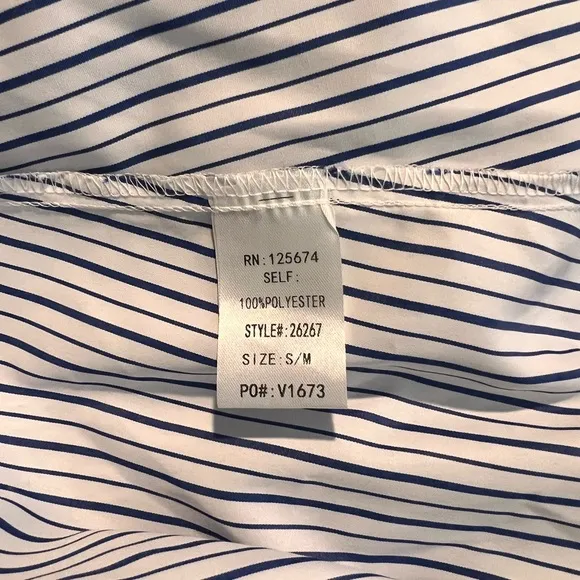 RN:125674
SELF:
100%POLYESTER
STYLE#:26267
SIZE:S/M
PO#:V1673